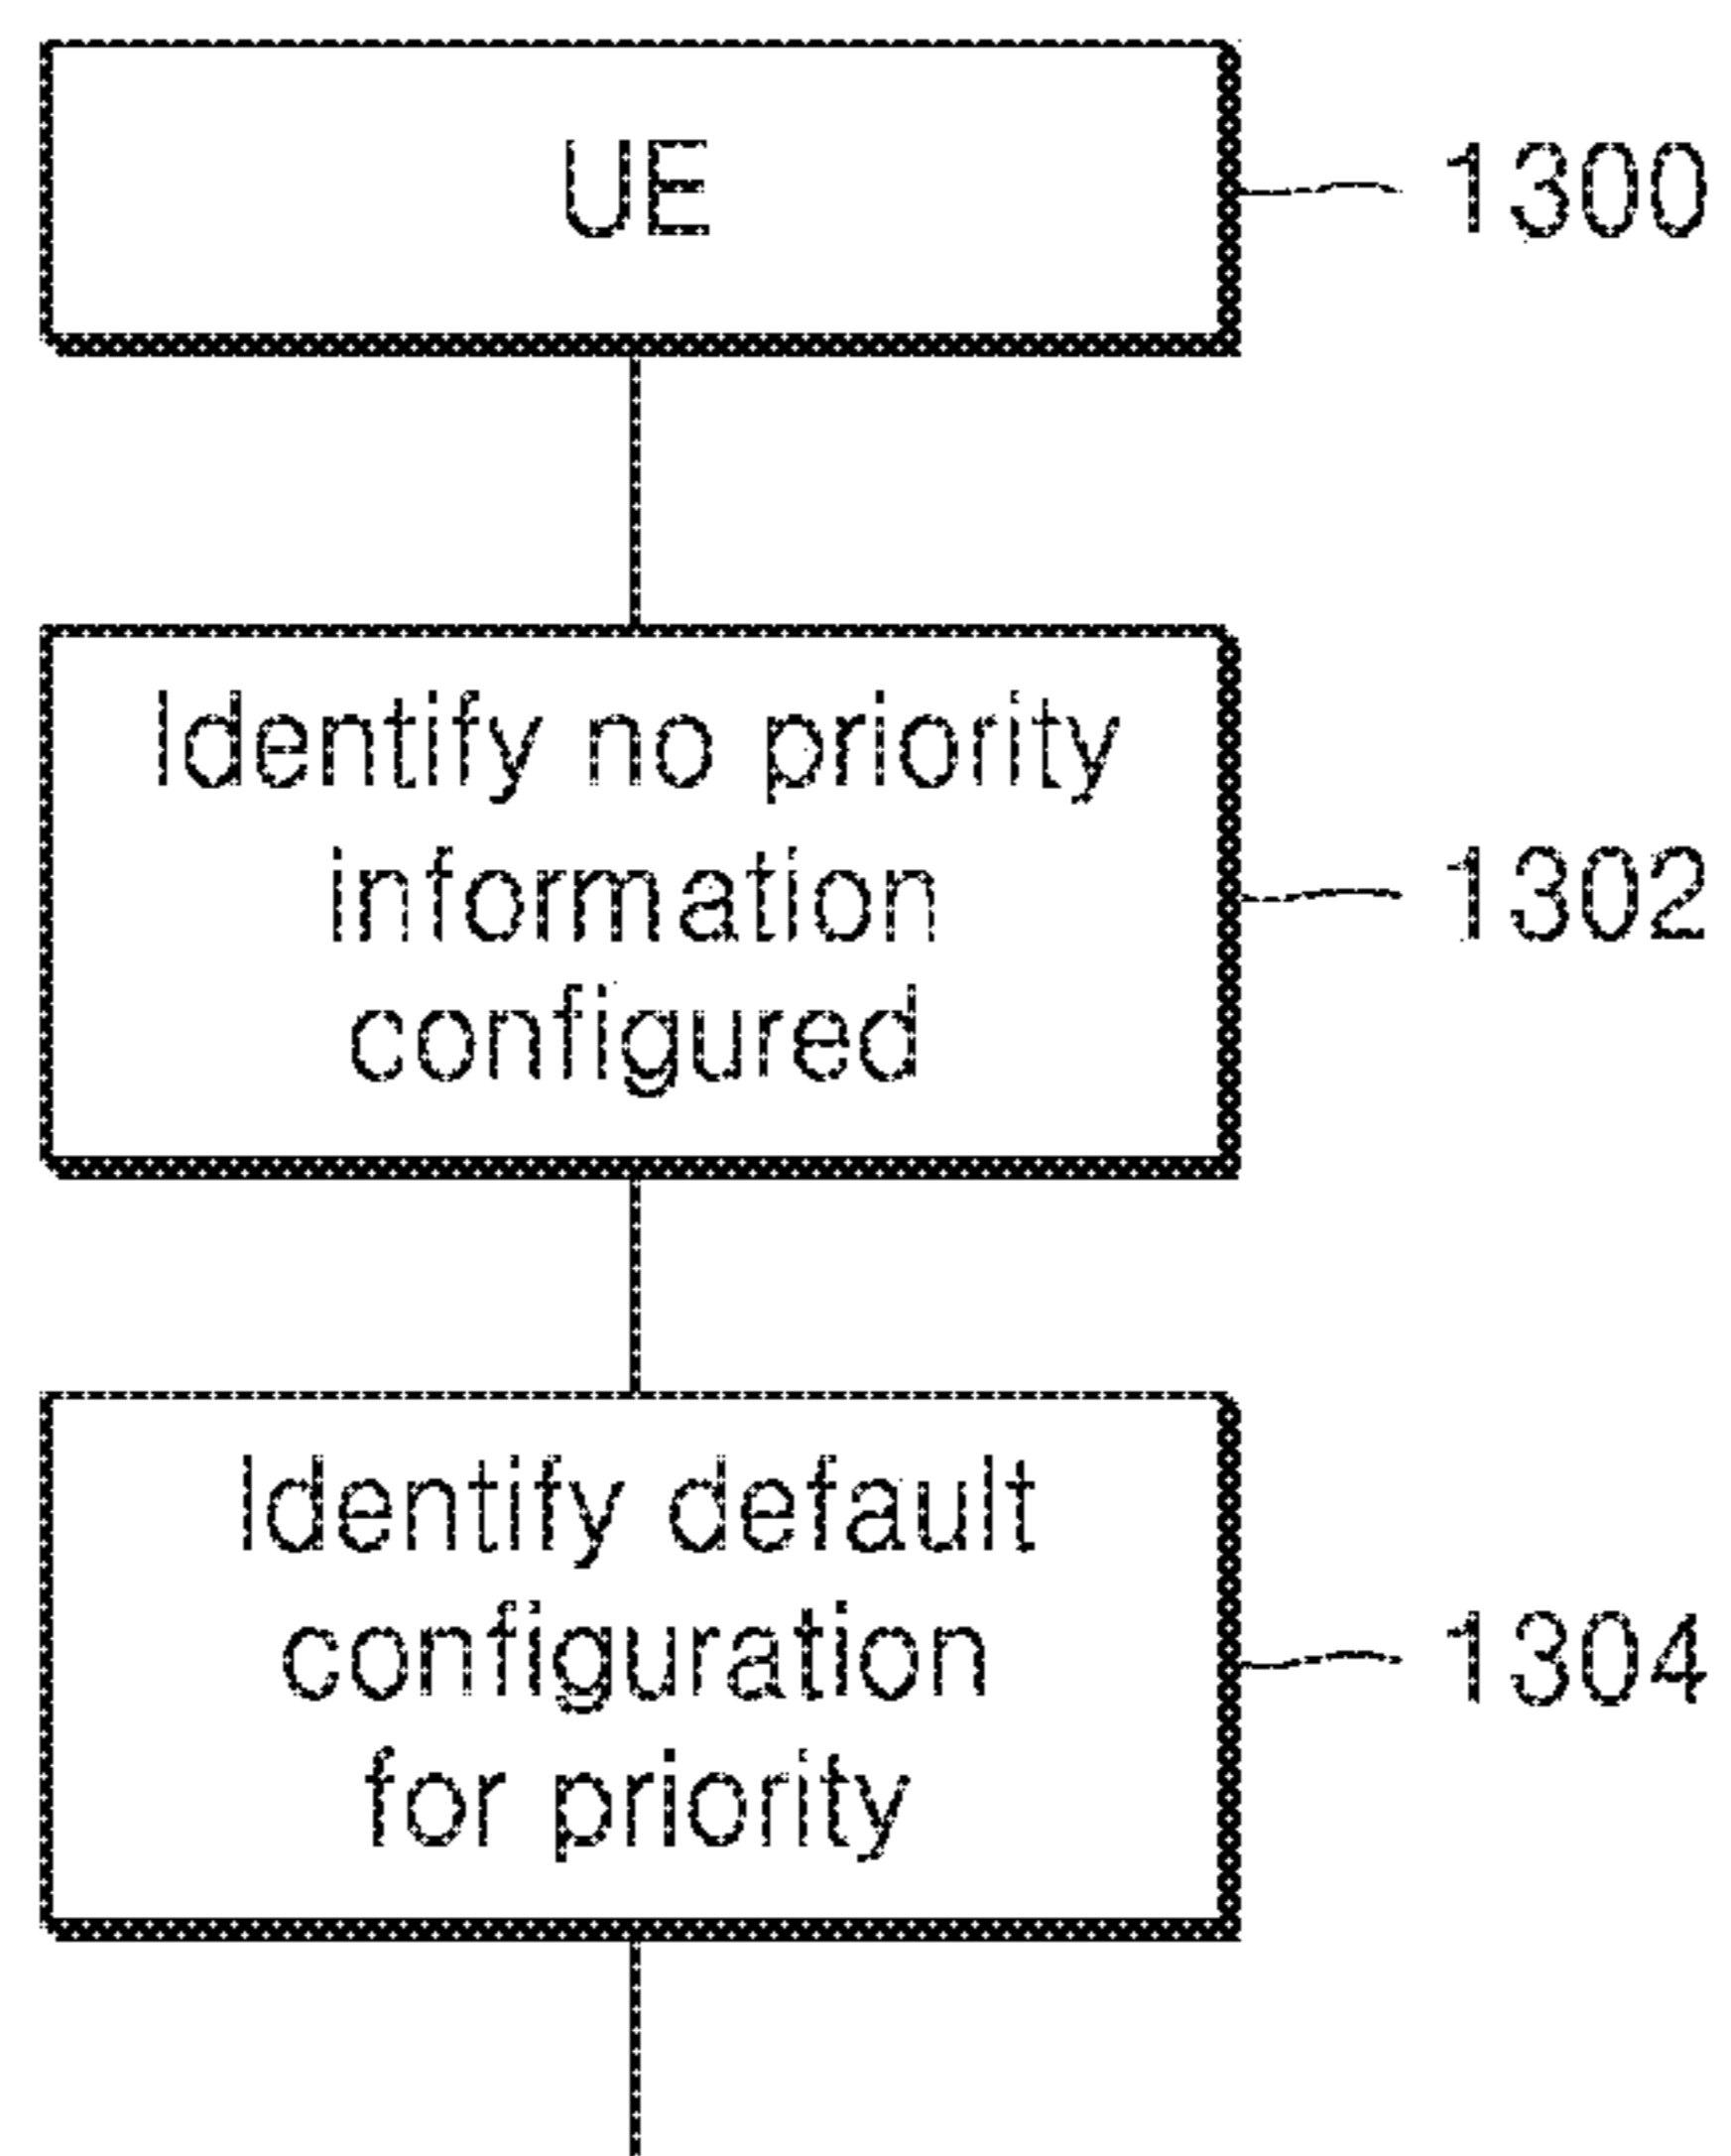 UE
1300
Identify no priority
information
configured
1302
Identify default
configuration
for priority
1304